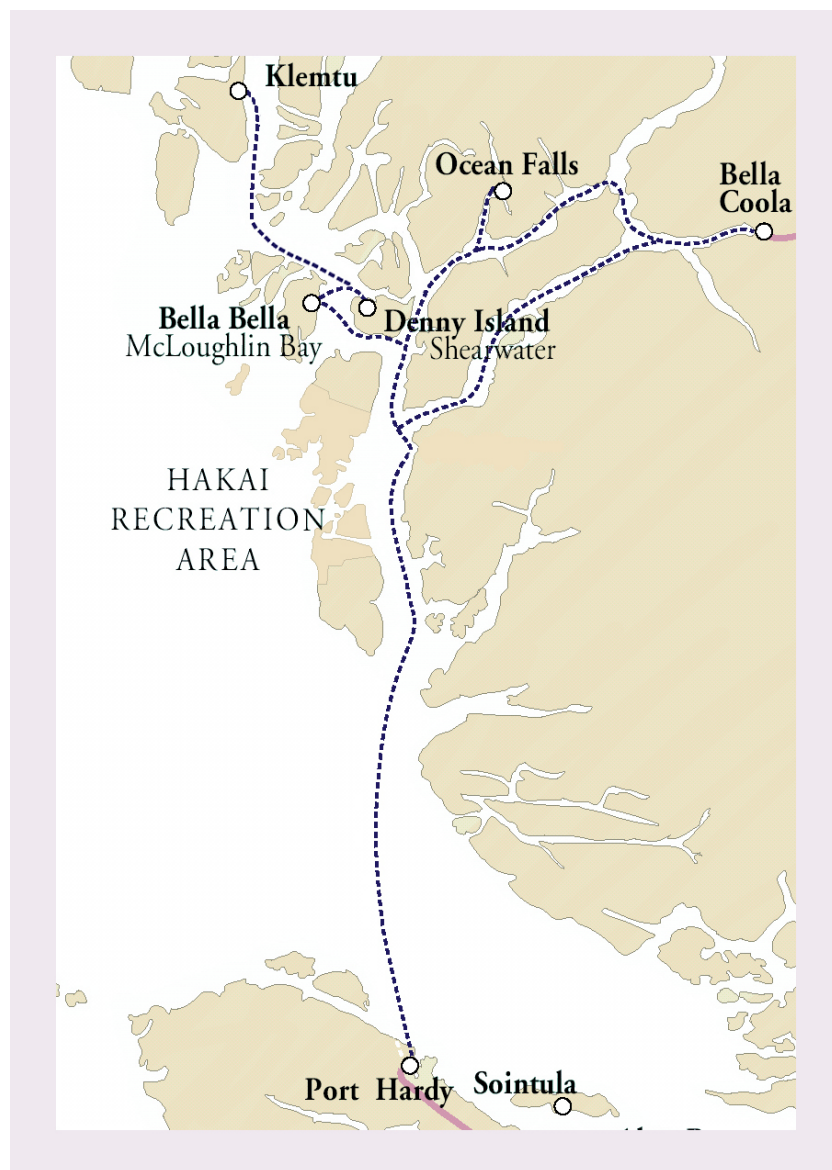 Klemtu
Ocean Falls
Bella
Coola
Bella Bella
McLoughlin Bay
Denny Island
Shearwater
HAKAI
RECREATION
AREA
Port Hardy
Sointula